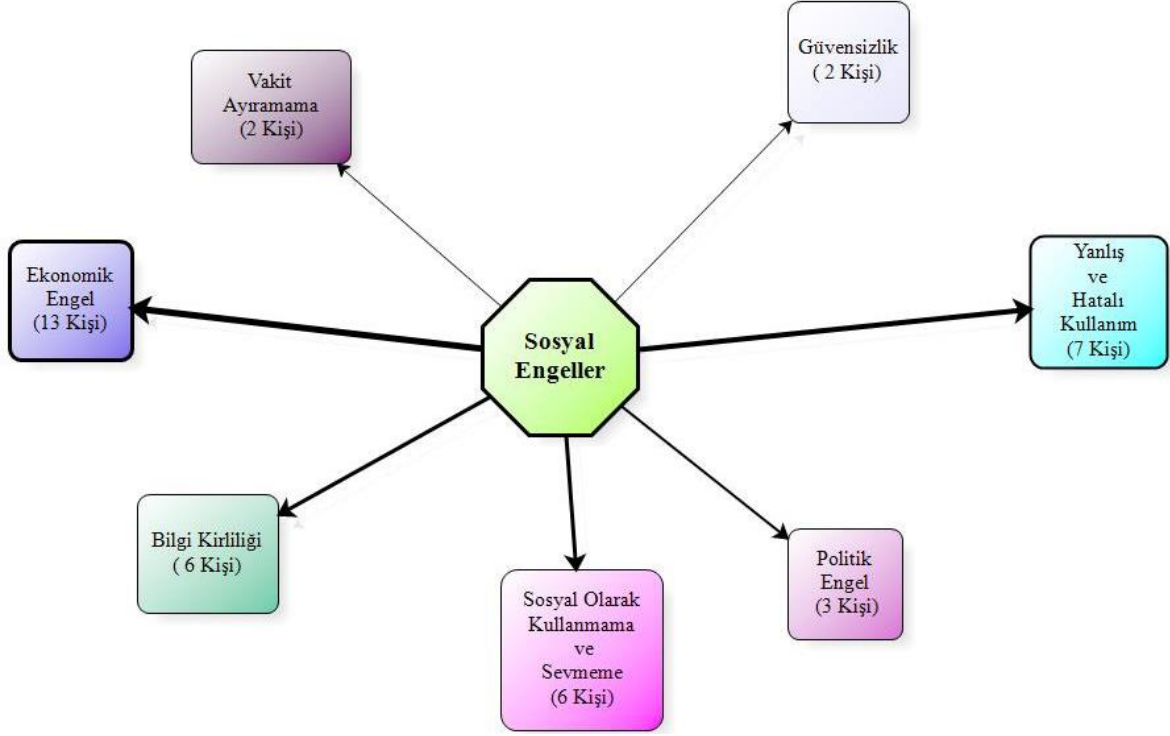 Güvensizlik
( 2 Kişi)
Vakit
Ayıramama
(2 Kişi)
Ekonomik
Engel
(13 Kişi)
Yanlış
ve
Hatalı
Kullanım
(7 Kişi)
Sosyal
Engeller
Bilgi Kirliliği
( 6 Kişi)
Sosyal Olarak
Kullanmama
ve
Sevmeme
(6 Kişi)
Politik
Engel
(3 Kişi)